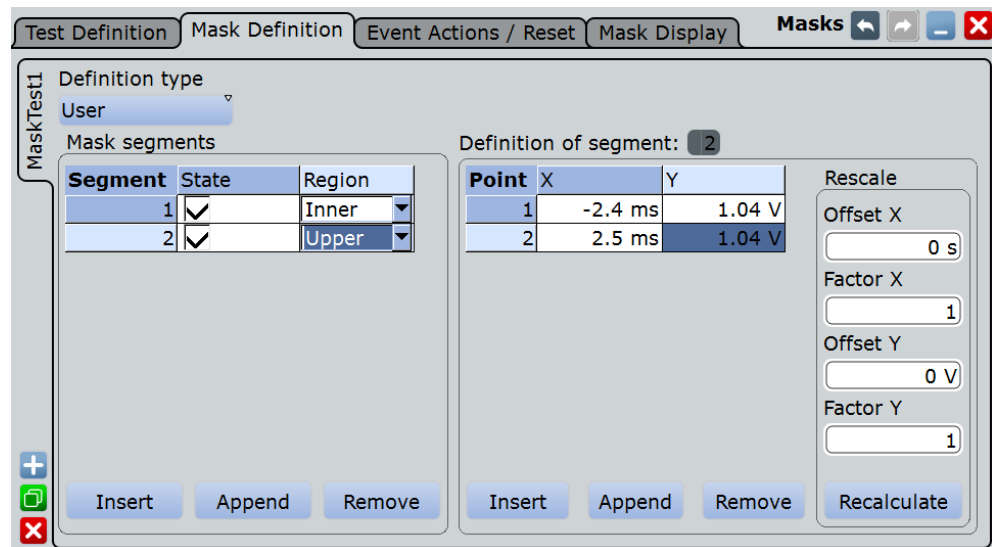 Test Definition Mask Definition Event Actions / Reset Mask Display Masks
MaskTest1
Definition type
User
Mask segments
Segment State Region
1 Inner
2 Upper
Insert Append Remove
Definition of segment: 2
Point X Y
1 -2.4 ms 1.04 V
2 2.5 ms 1.04 V
Insert Append Remove
Rescale
Offset X
0 s
Factor X
1
Offset Y
0 V
Factor Y
1
Recalculate